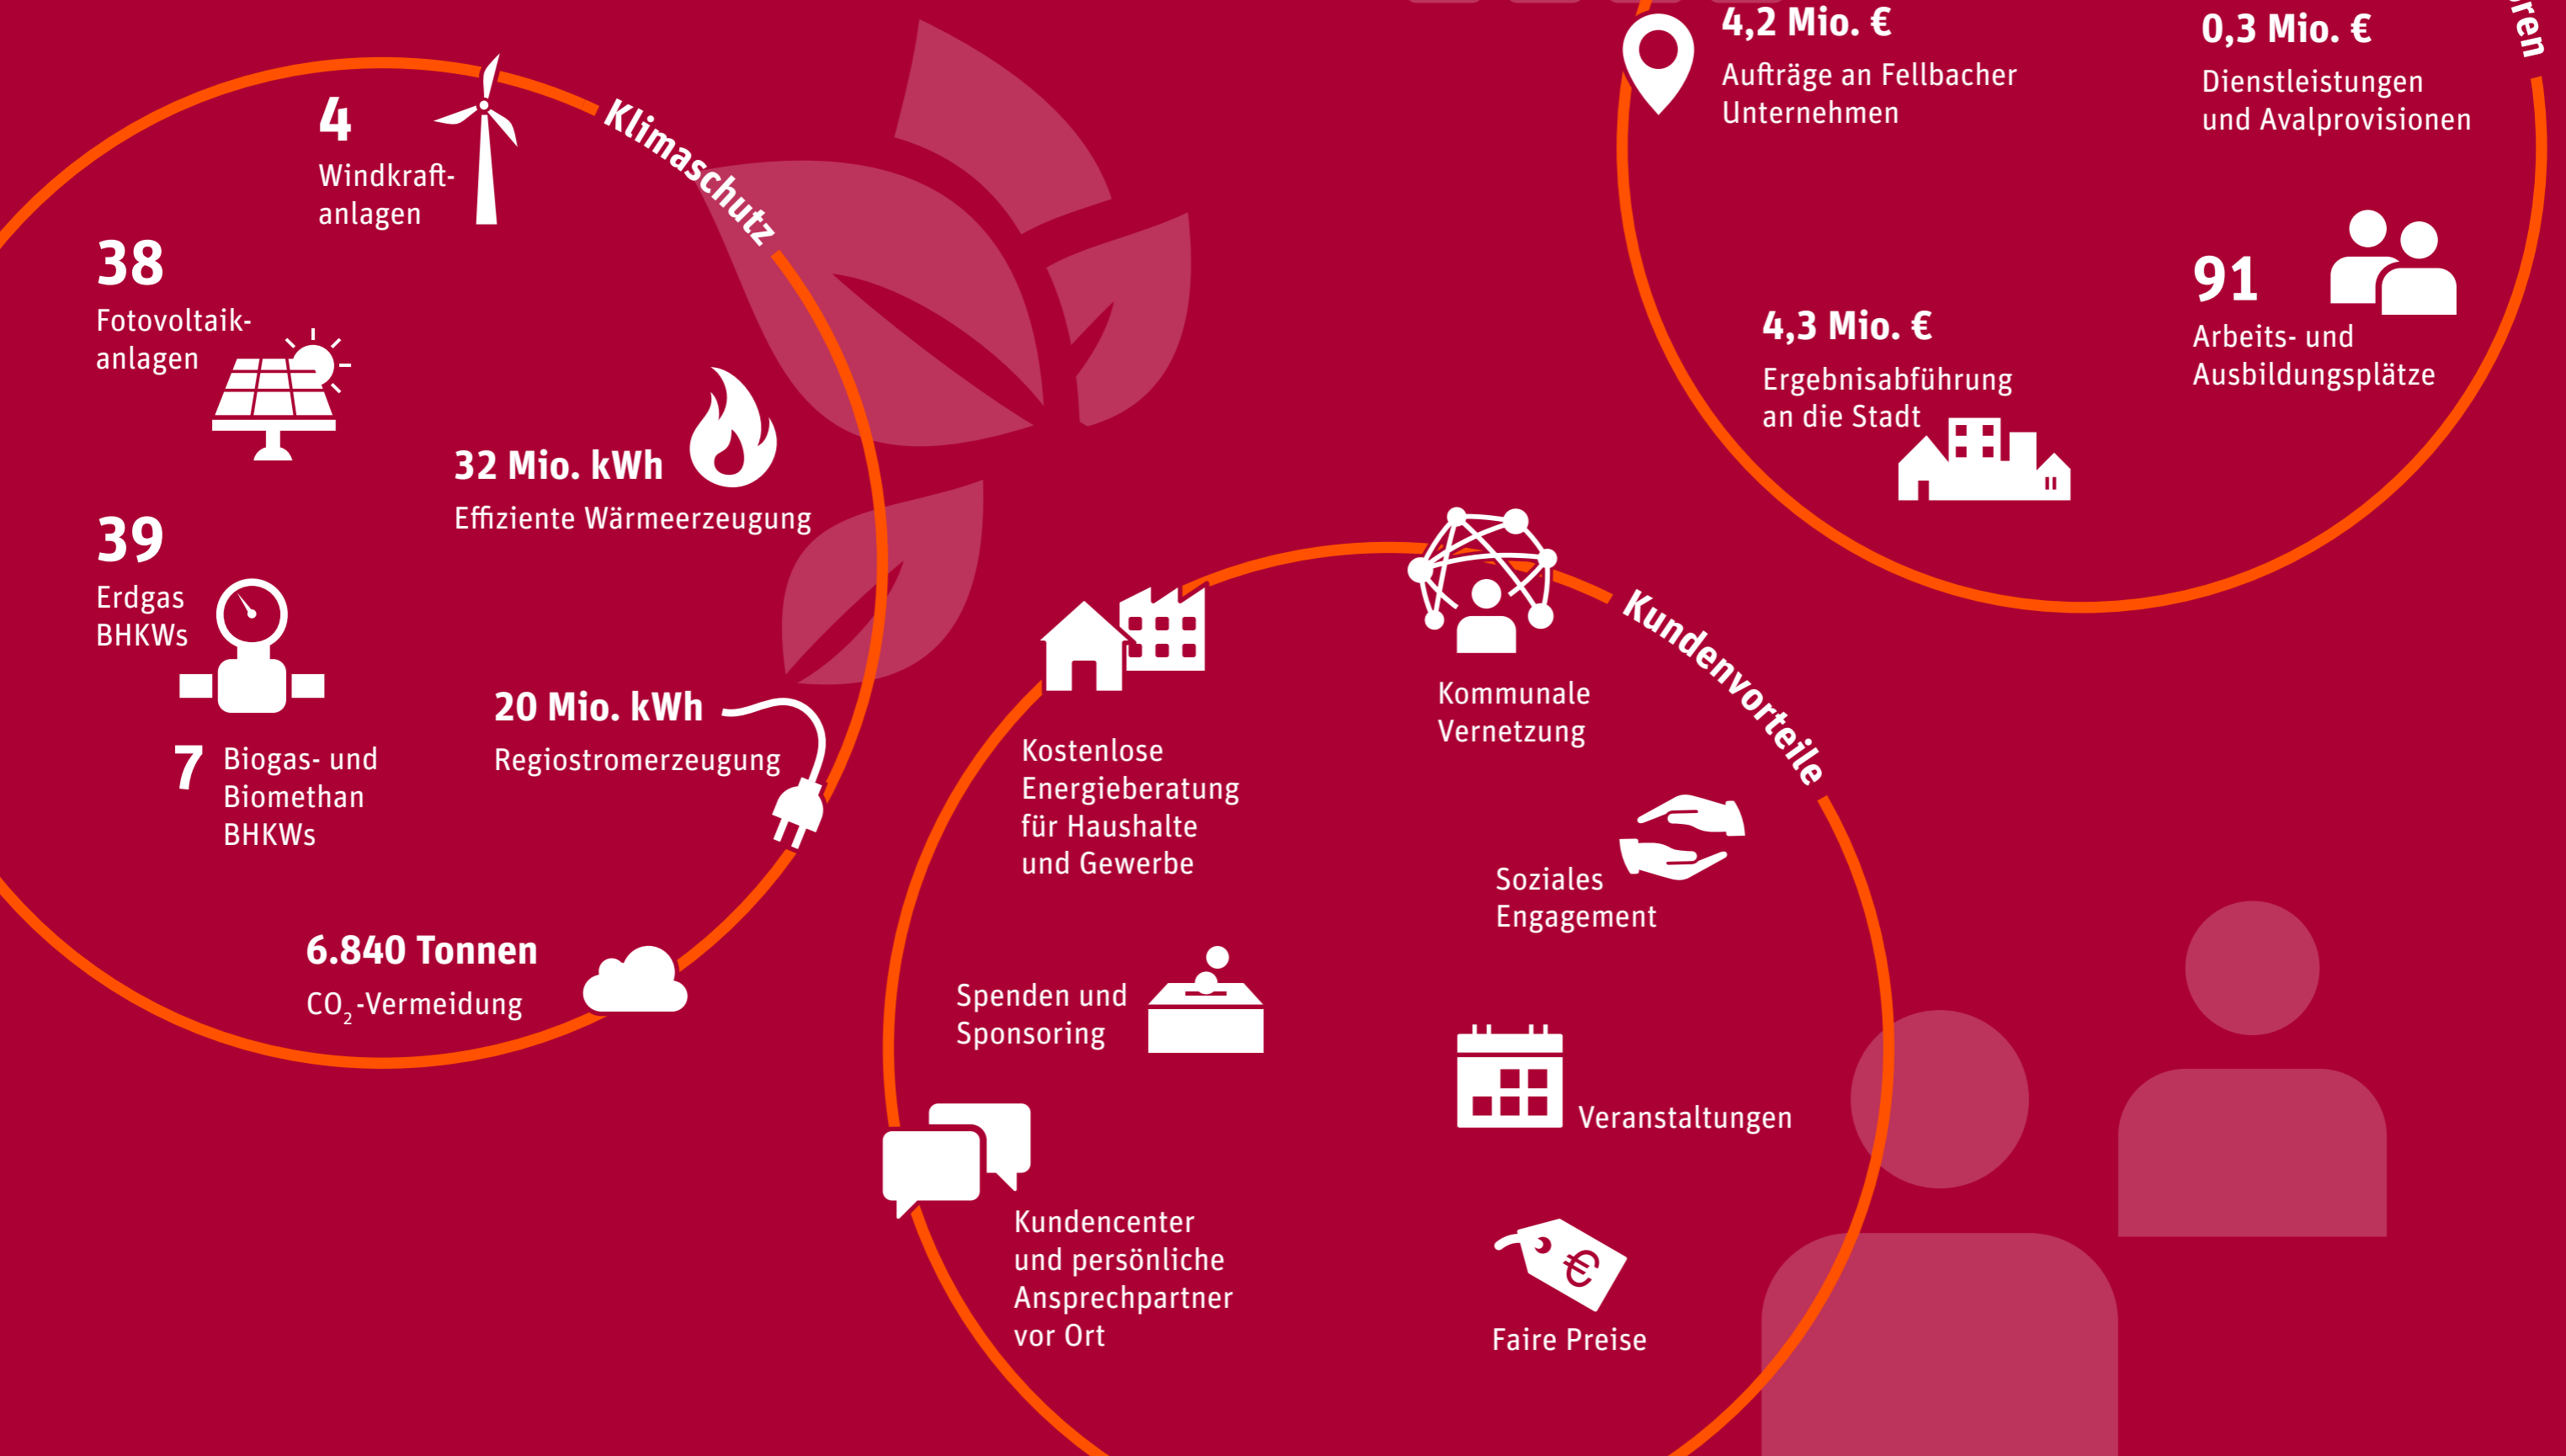 Klimaschutz
4
Windkraft-
anlagen
38
Fotovoltaik-
anlagen
32 Mio. kWh
Effiziente Wärmeerzeugung
39
Erdgas
BHKWs
7
Biogas- und
Biomethan
BHKWs
20 Mio. kWh
Regiostromerzeugung
6.840 Tonnen
CO₂-Vermeidung
4,2 Mio. €
Aufträge an Fellbacher
Unternehmen
0,3 Mio. €
Dienstleistungen
und Avalprovisionen
4,3 Mio. €
Ergebnisabführung
an die Stadt
91
Arbeits- und
Ausbildungsplätze
Kundenvorteile
Kostenlose
Energieberatung
für Haushalte
und Gewerbe
Kommunale
Vernetzung
Soziales
Engagement
Spenden und
Sponsoring
Veranstaltungen
Kundencenter
und persönliche
Ansprechpartner
vor Ort
€
Faire Preise